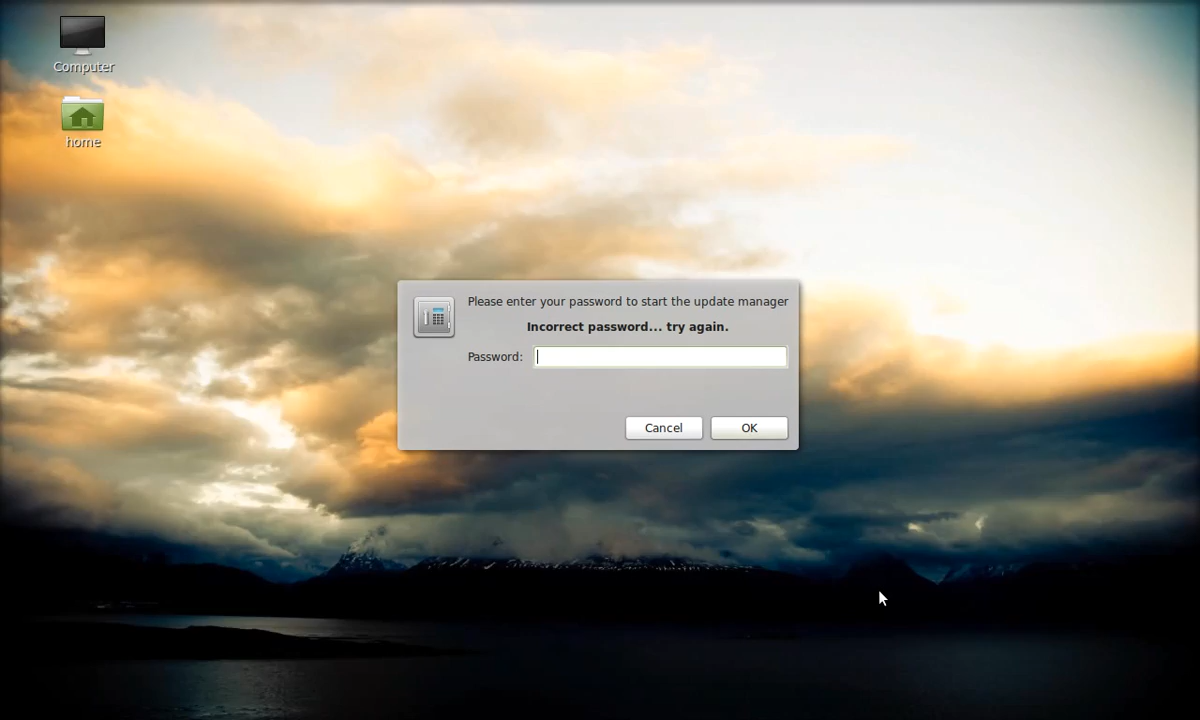 Computer
home
Please enter your password to start the update manager
Incorrect password... try again.
Password:
Cancel OK